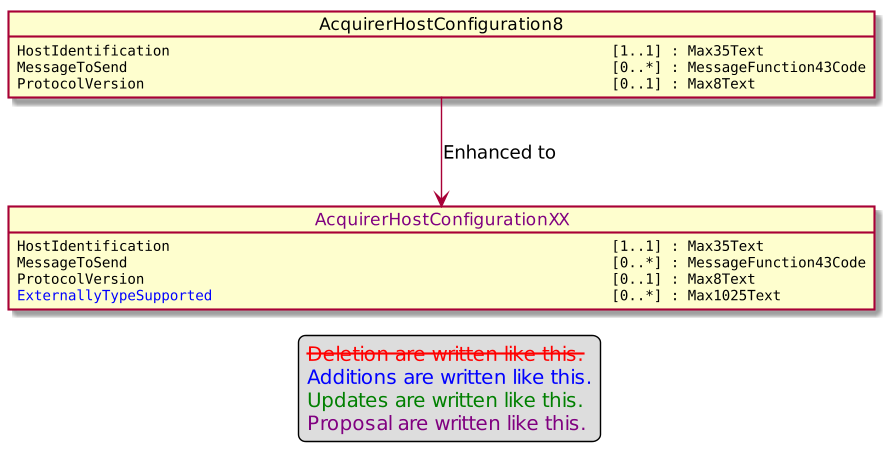 AcquirerHostConfiguration8
HostIdentification [1..1] : Max35Text
MessageToSend [0..*] : MessageFunction43Code
ProtocolVersion [0..1] : Max8Text
Enhanced to
AcquirerHostConfigurationXX
HostIdentification [1..1] : Max35Text
MessageToSend [0..*] : MessageFunction43Code
ProtocolVersion [0..1] : Max8Text
ExternallyTypeSupported [0..*] : Max1025Text
Deletion are written like this.
Additions are written like this.
Updates are written like this.
Proposal are written like this.